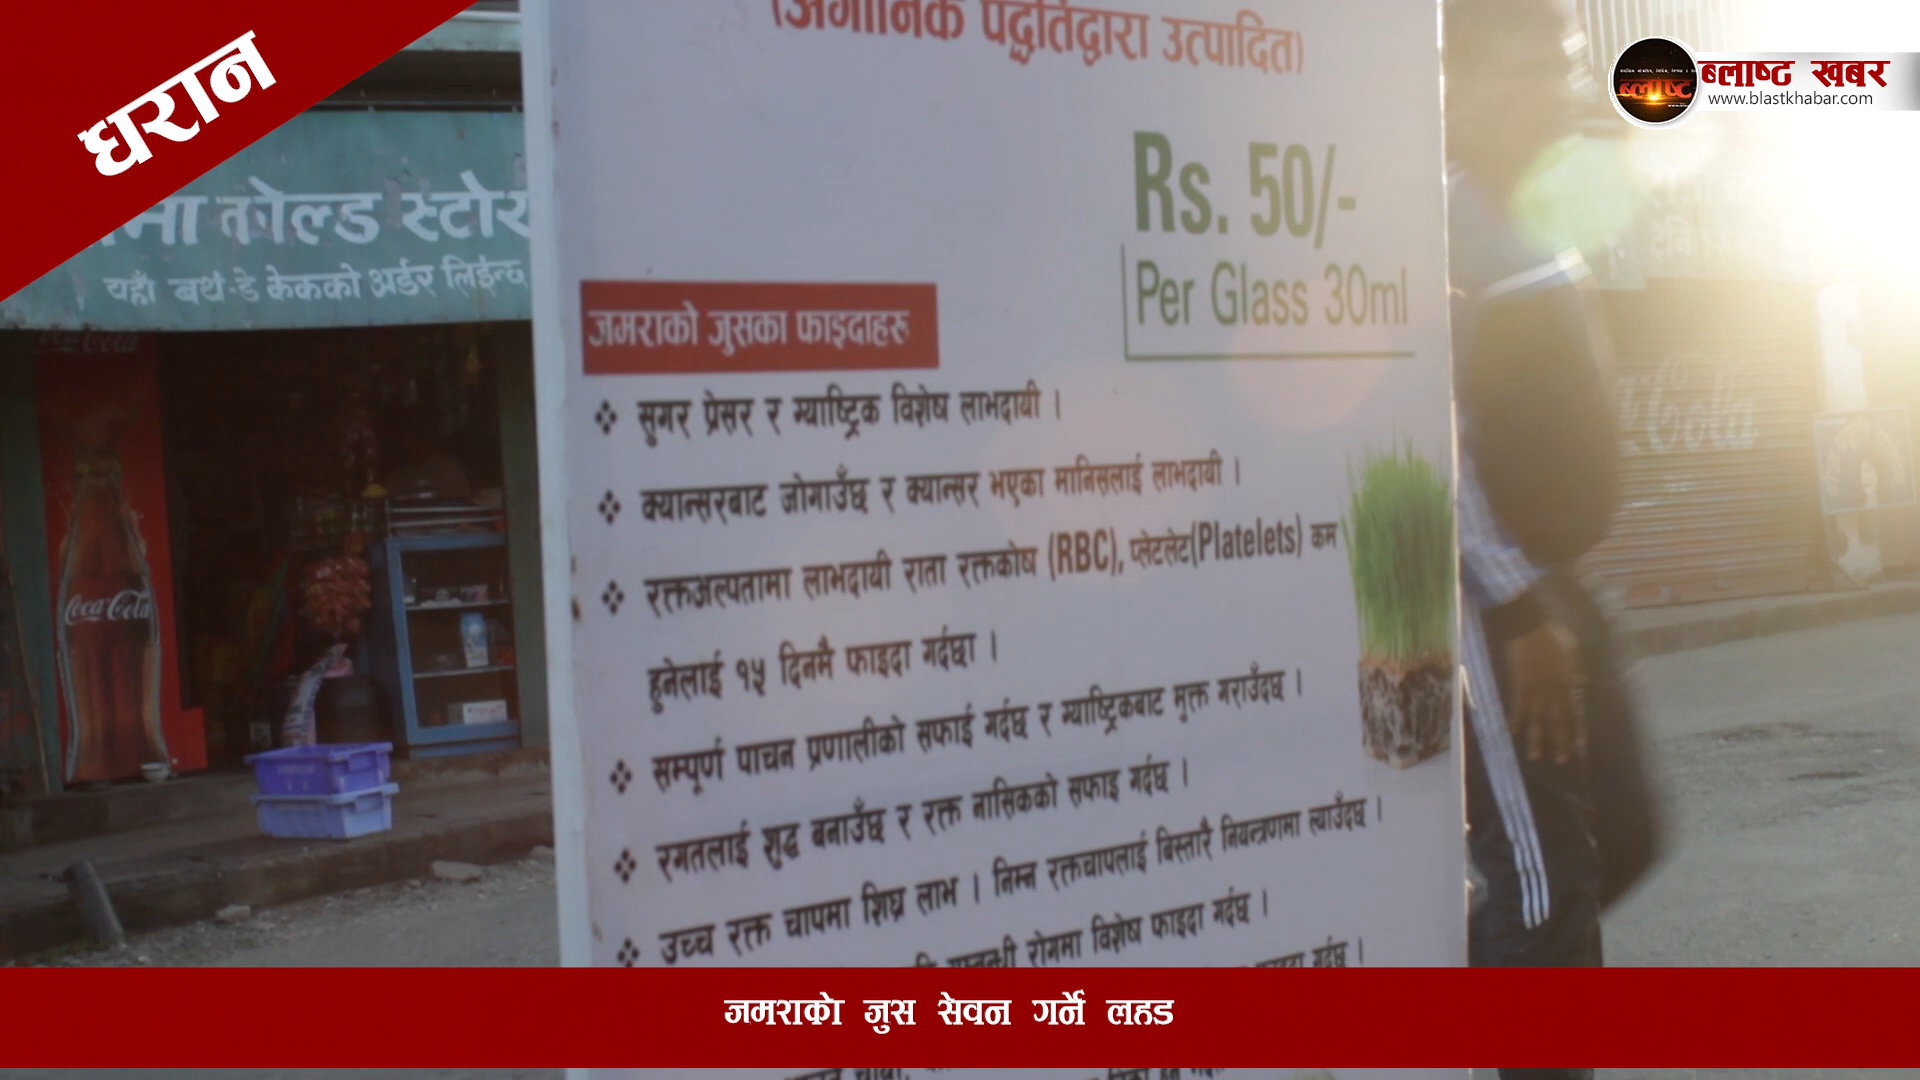 धरान
ब्लाष्ट
ब्लाष्ट खबर
www.blastkhabar.com
पद्धतिद्वारा उत्पादित)
Rs. 50/-
Per Glass 30ml
कोल्ड स्टोर
यहाँ बर्थ-डे केकको अर्डर लिईन्छ
Coca-Cola
जमराको जुसका फाइदाहरू
❖ सुगर प्रेसर र ग्याष्ट्रिक विशेष लाभदायी ।
❖ क्यान्सरबाट जोगाउँछ र क्यान्सर भएका मानिसलाई लाभदायी ।
❖ रक्तअल्पतामा लाभदायी राता रक्तकोष (RBC), प्लेटलेट(Platelets) कम
हुनेलाई १५ दिनमै फाइदा गर्दछा ।
❖ सम्पूर्ण पाचन प्रणालीको सफाई गर्दछ र ग्याष्ट्रिकबाट मुक्त गराउँदछ ।
❖ रगतलाई शुद्ध बनाउँछ र रक्त नासिकको सफाइ गर्दछ ।
❖ उच्च रक्त चापमा शिघ्र लाभ । निम्न रक्तचापलाई बिस्तारै नियन्त्रणमा ल्याउँदछ ।
रोगमा विशेष फाइदा गर्दछ ।
गर्दछ ।
Coca-Cola
जमराको जुस सेवन गर्ने लहड